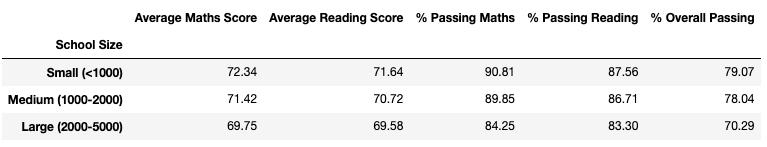 Average Maths Score Average Reading Score % Passing Maths % Passing Reading % Overall Passing
School Size
Small (<1000) 72.34 71.64 90.81 87.56 79.07
Medium (1000-2000) 71.42 70.72 89.85 86.71 78.04
Large (2000-5000) 69.75 69.58 84.25 83.30 70.29